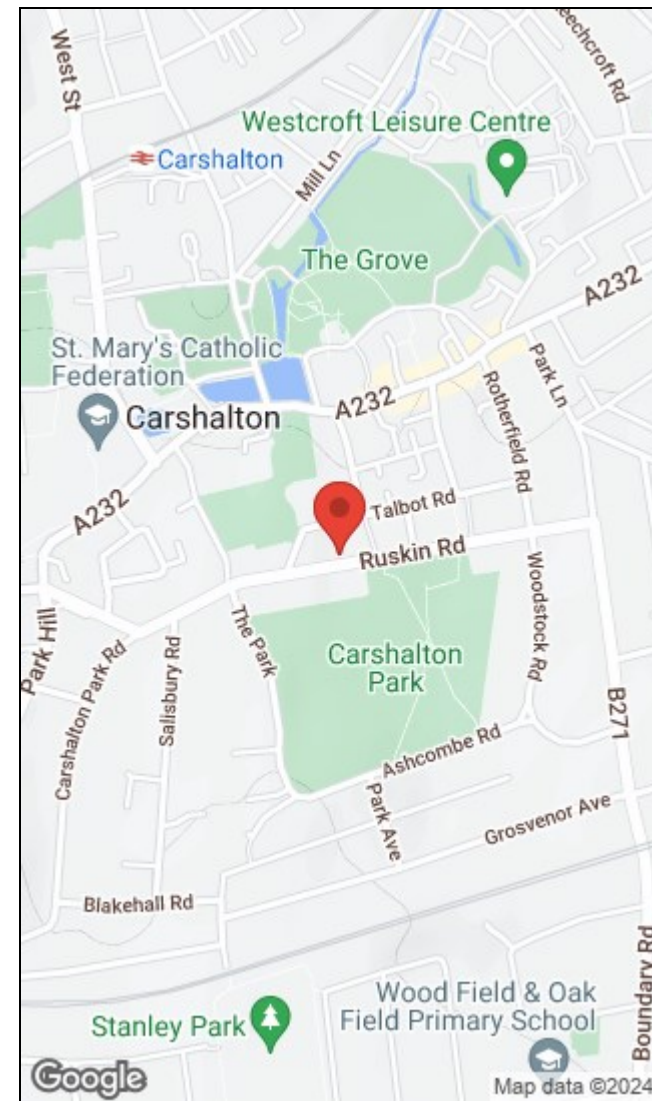 West St
Beechcroft Rd
Westcroft Leisure Centre
Carshalton
Mill Ln
The Grove
A232
St. Mary's Catholic
Federation
Carshalton
A232
Park Ln
Rotherfield Rd
A232
Talbot Rd
Ruskin Rd
Woodstock Rd
The Park
Park Hill
Carshalton Park Rd
Salisbury Rd
Carshalton
Park
B271
Ashcombe Rd
Park Ave
Grosvenor Ave
Blakehall Rd
Boundary Rd
Wood Field & Oak
Field Primary School
Stanley Park
Google
Map data ©2024